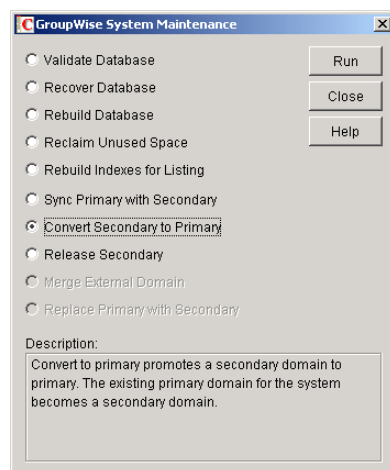 GroupWise System Maintenance
Validate Database
Run
Recover Database
Close
Rebuild Database
Help
Reclaim Unused Space
Rebuild Indexes for Listing
Sync Primary with Secondary
Convert Secondary to Primary
Release Secondary
Merge External Domain
Replace Primary with Secondary
Description:
Convert to primary promotes a secondary domain to
primary. The existing primary domain for the system
becomes a secondary domain.